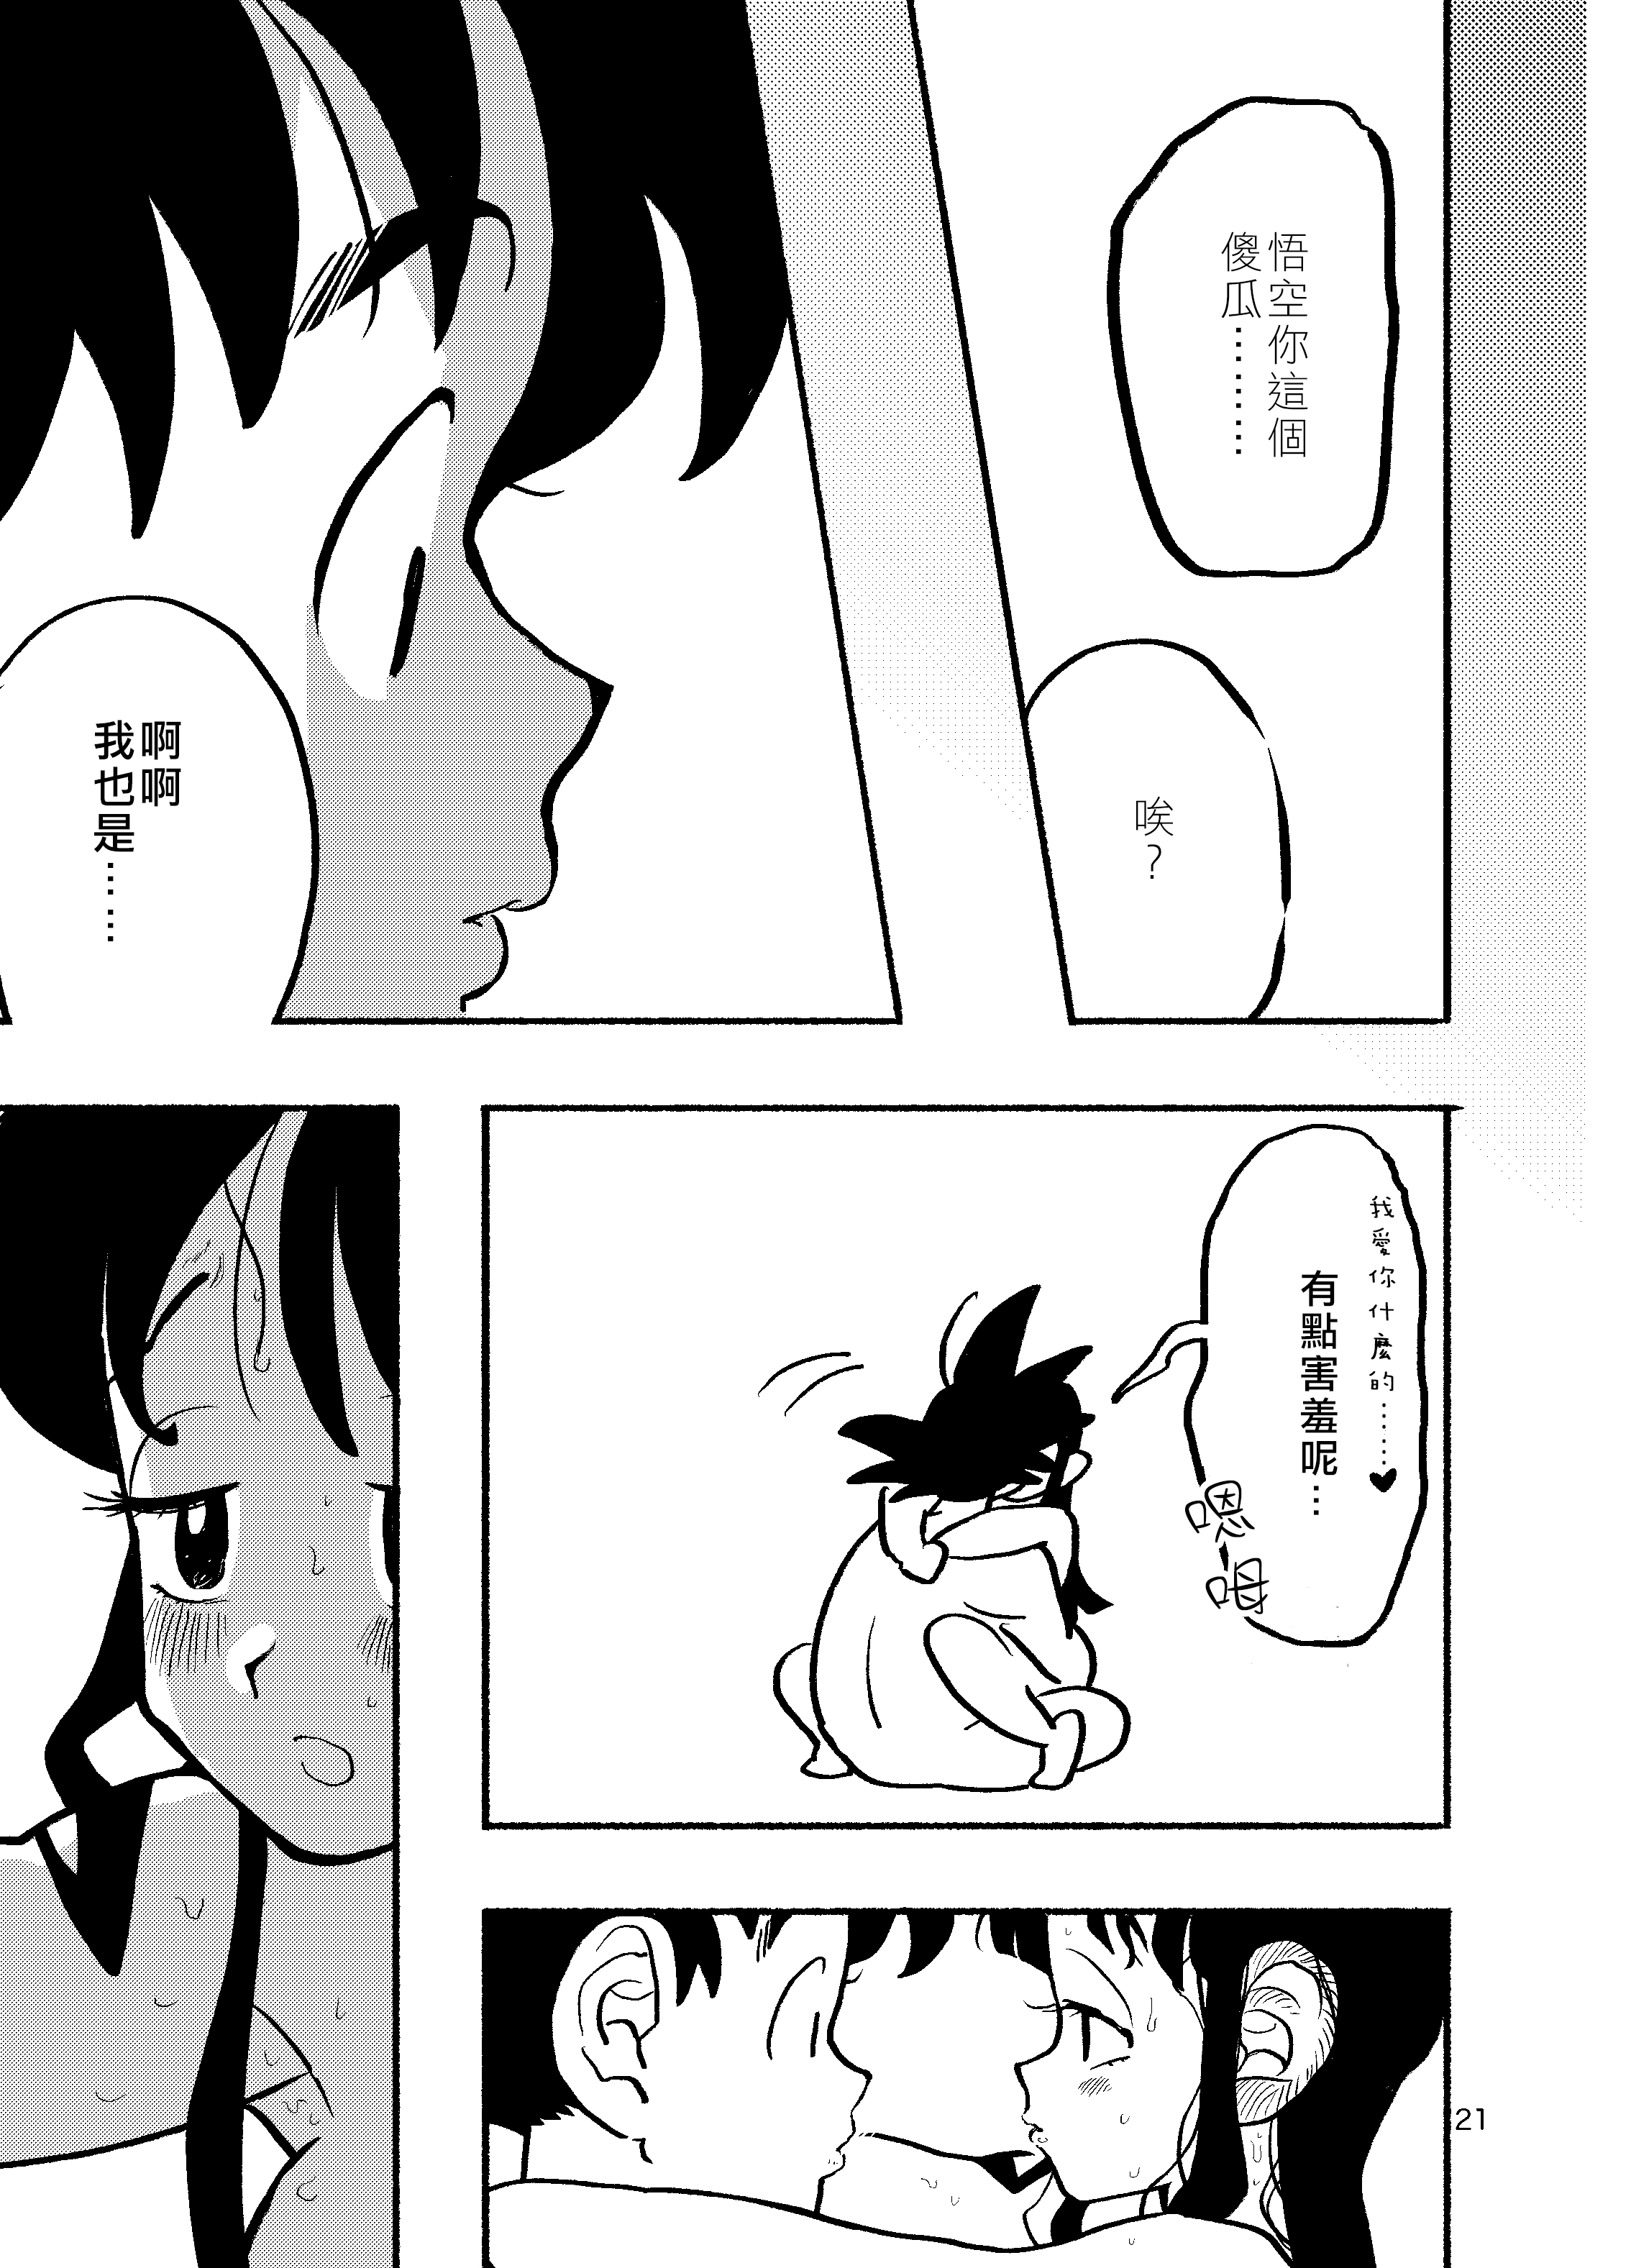 悟空你這個
傻瓜………
唉？
啊啊
我也是……
我愛你什麼的……♥
有點害羞呢…
嗯
呣
21